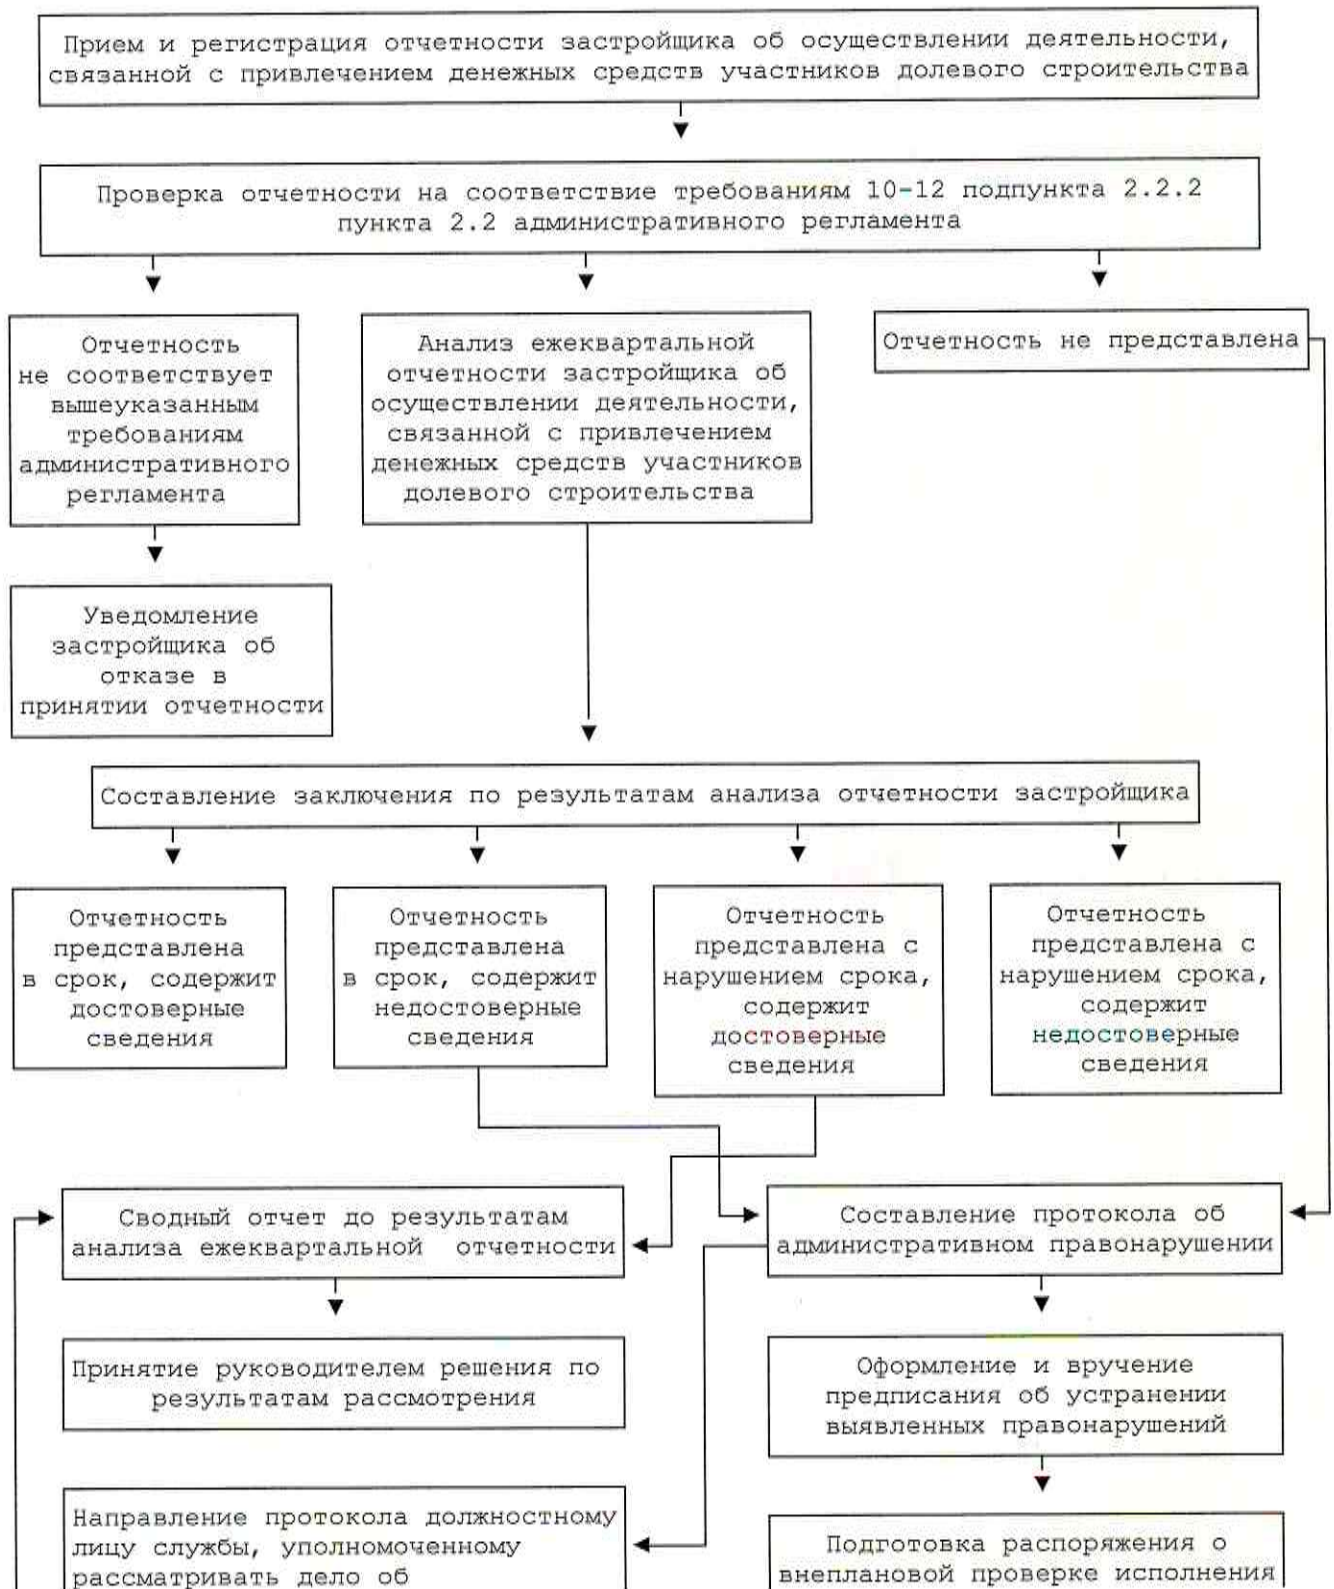 Прием и регистрация отчетности застройщика об осуществлении деятельности,
связанной с привлечением денежных средств участников долевого строительства
Проверка отчетности на соответствие требованиям 10-12 подпункта 2.2.2
пункта 2.2 административного регламента
Отчетность
не соответствует
вышеуказанным
требованиям
административного
регламента
Анализ ежеквартальной
отчетности застройщика об
осуществлении деятельности,
связанной с привлечением
денежных средств участников
долевого строительства
Отчетность не представлена
Уведомление
застройщика об
отказе в
принятии отчетности
Составление заключения по результатам анализа отчетности застройщика
Отчетность
представлена
в срок, содержит
достоверные
сведения
Отчетность
представлена
в срок, содержит
недостоверные
сведения
Отчетность
представлена с
нарушением срока,
содержит
достоверные
сведения
Отчетность
представлена с
нарушением срока,
содержит
недостоверные
сведения
Сводный отчет до результатам
анализа ежеквартальной отчетности
Составление протокола об
административном правонарушении
Принятие руководителем решения по
результатам рассмотрения
Оформление и вручение
предписания об устранении
выявленных правонарушений
Направление протокола должностному
лицу службы, уполномоченному
рассматривать дело об
Подготовка распоряжения о
внеплановой проверке исполнения